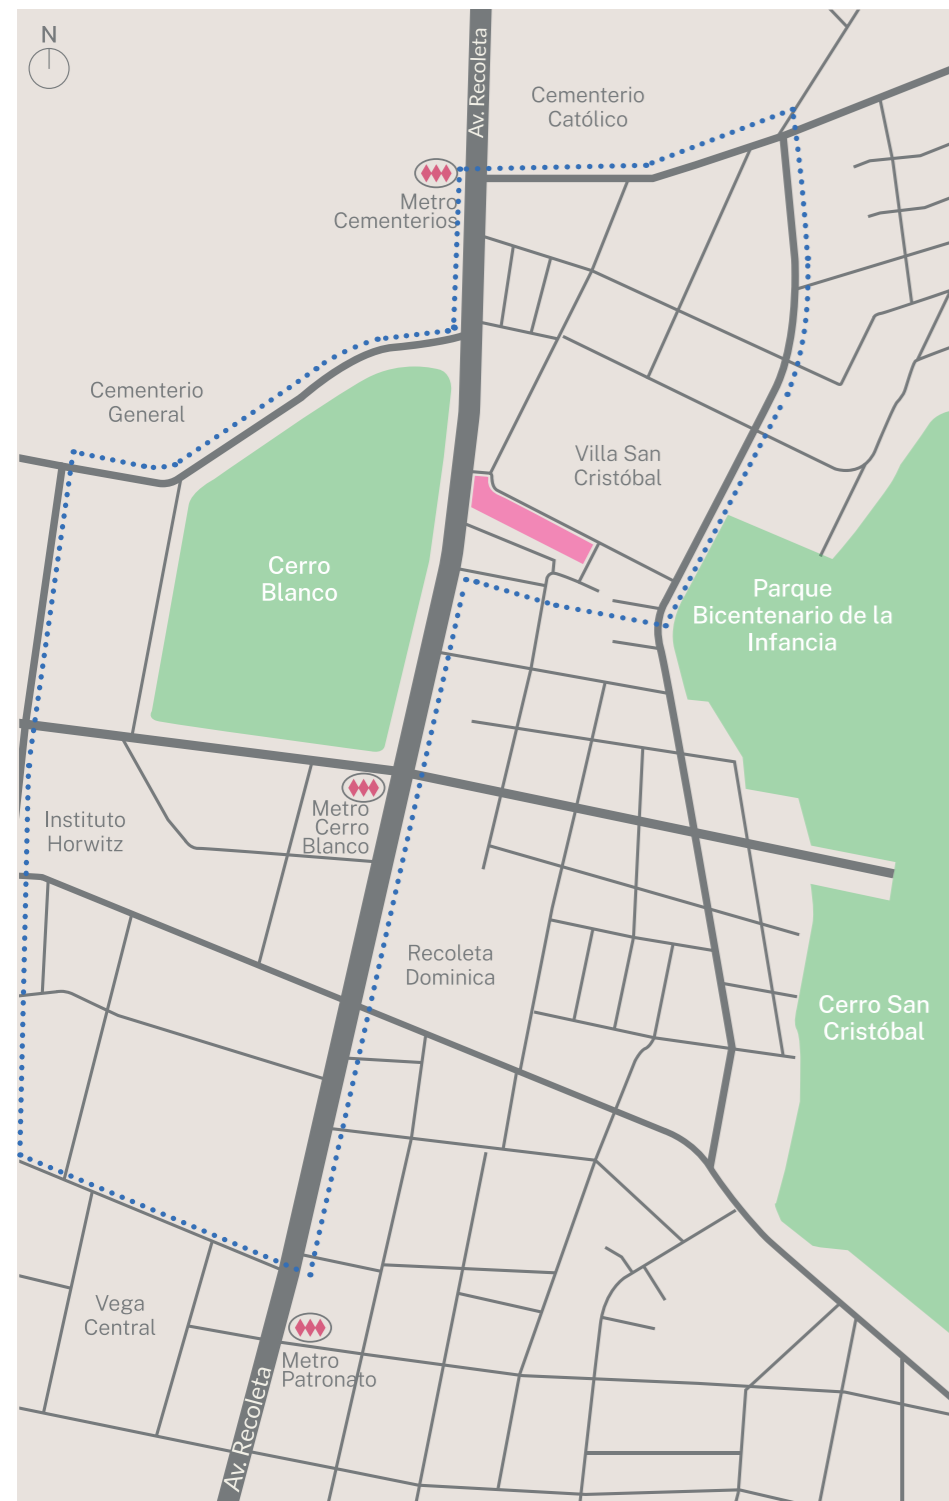 N
Av. Recoleta
Cementerio
Católico
Metro
Cementerios
Cementerio
General
Villa San
Cristóbal
Cerro
Blanco
Parque
Bicentenario de la
Infancia
Metro
Cerro
Blanco
Instituto
Horwitz
Recoleta
Dominica
Cerro San
Cristóbal
Vega
Central
Metro
Patronato
Av. Recoleta